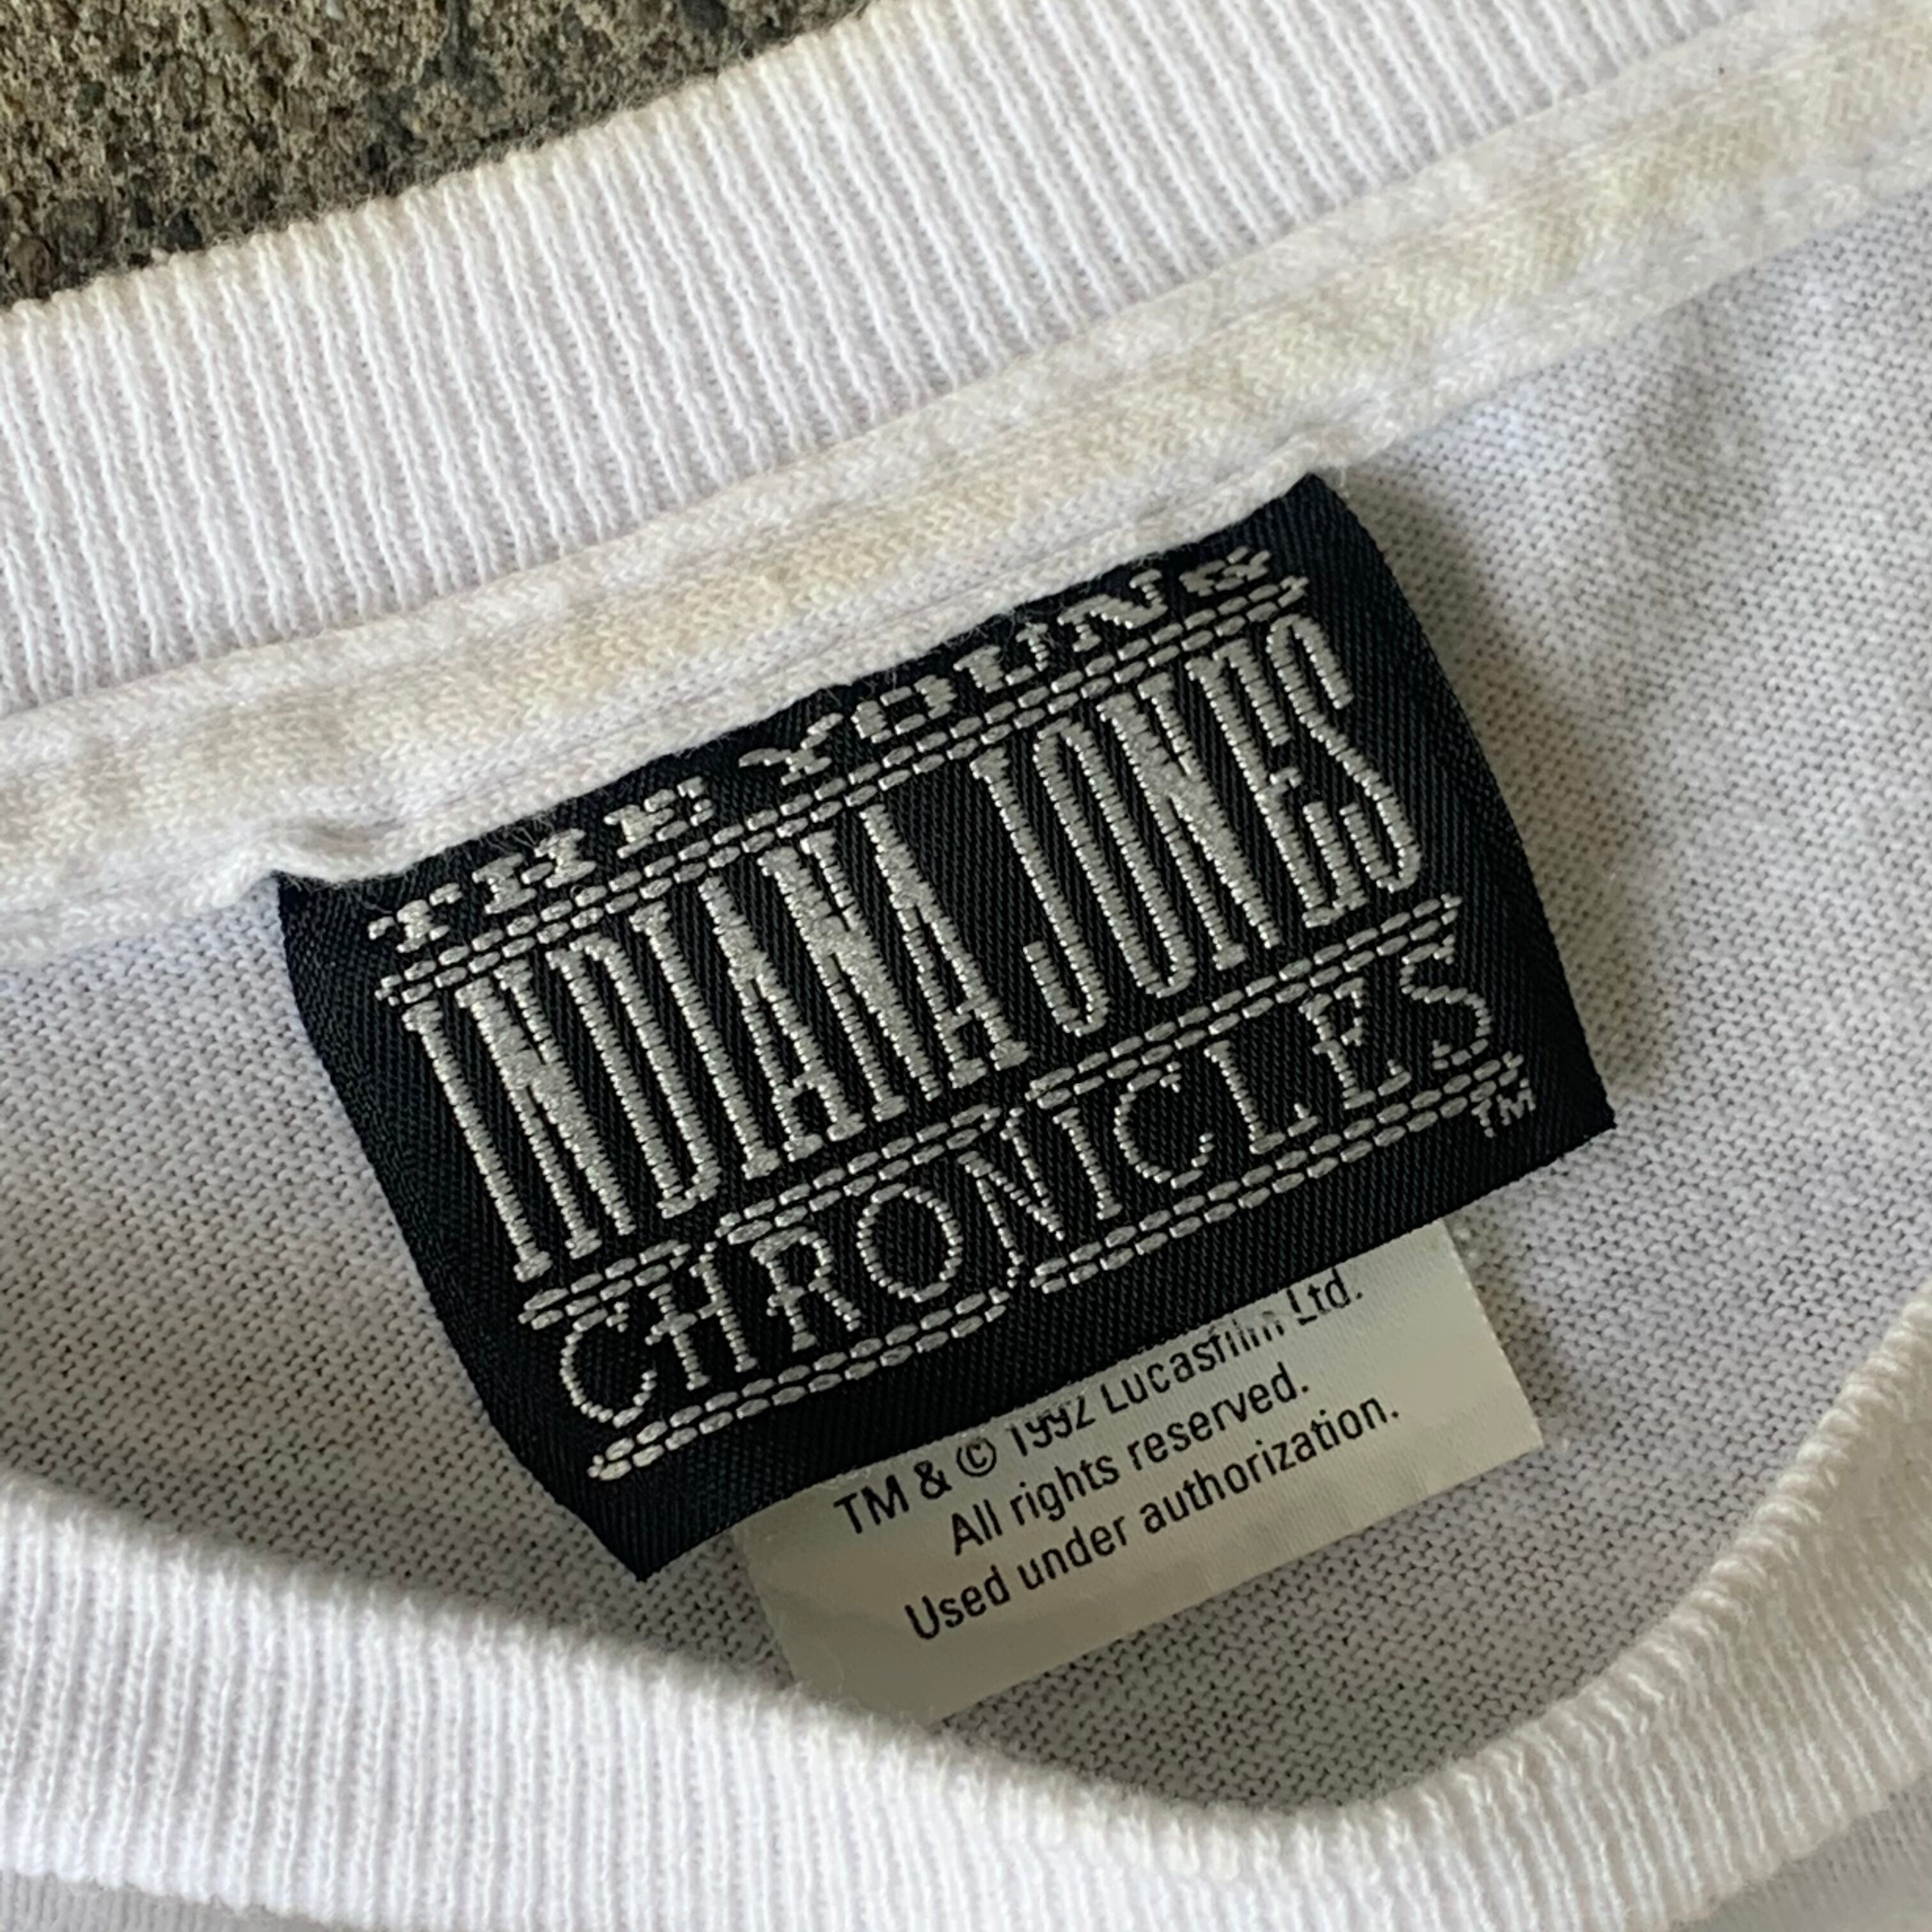 THE YOUNG
INDIANA JONES
CHRONICLES
TM
TM & © 1992 Lucasfilm Ltd.
All rights reserved.
Used under authorization.